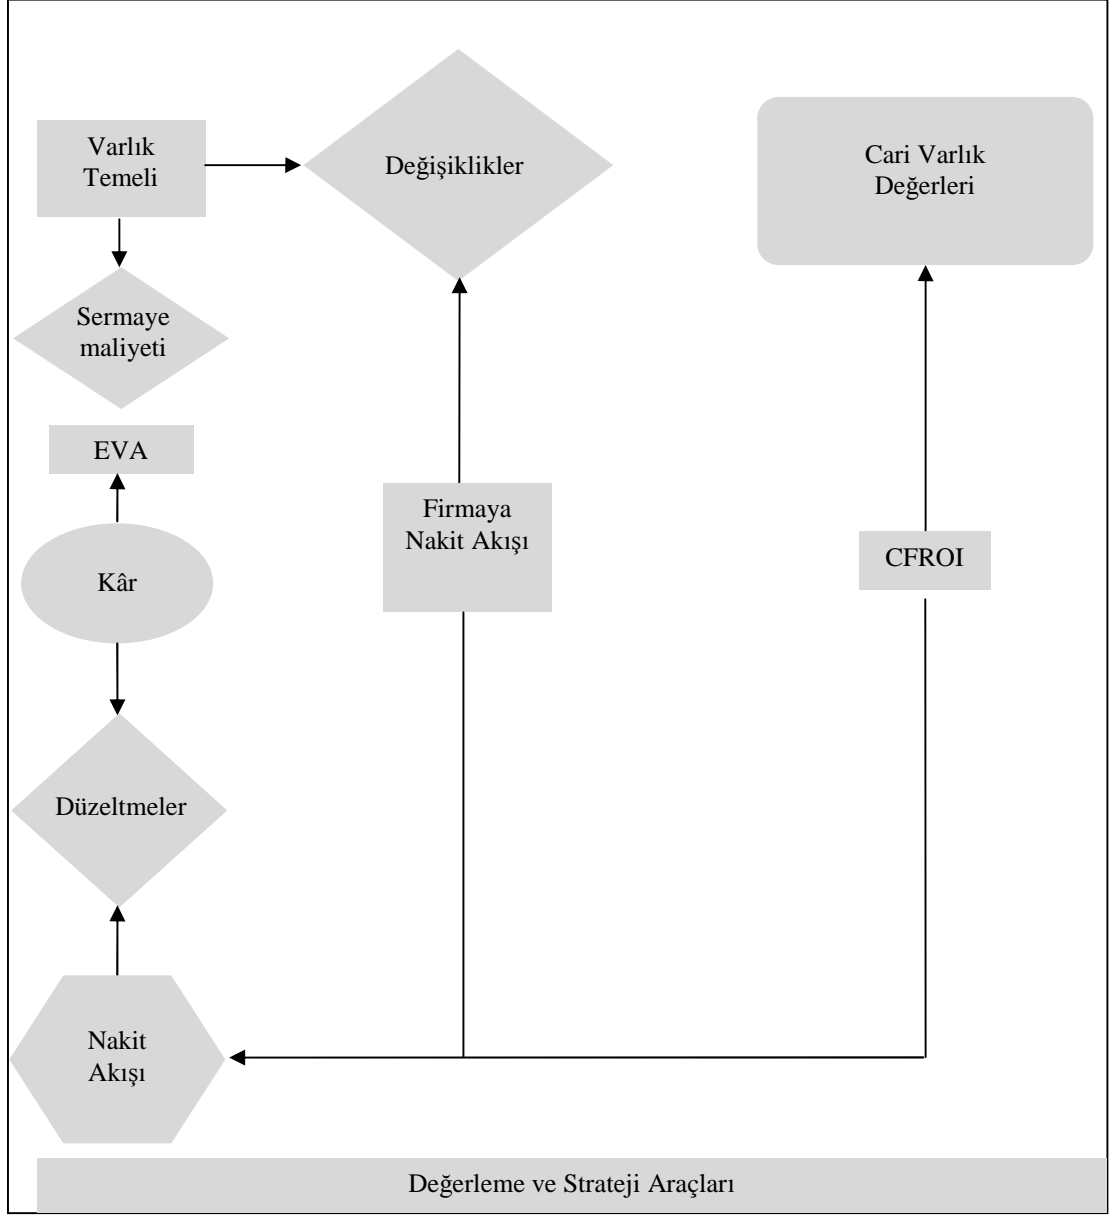 Varlık
Temeli
Değişiklikler
Cari Varlık
Değerleri
Sermaye
maliyeti
EVA
Firmaya
Nakit Akışı
CFROI
Kâr
Düzeltmeler
Nakit
Akışı
Değerleme ve Strateji Araçları